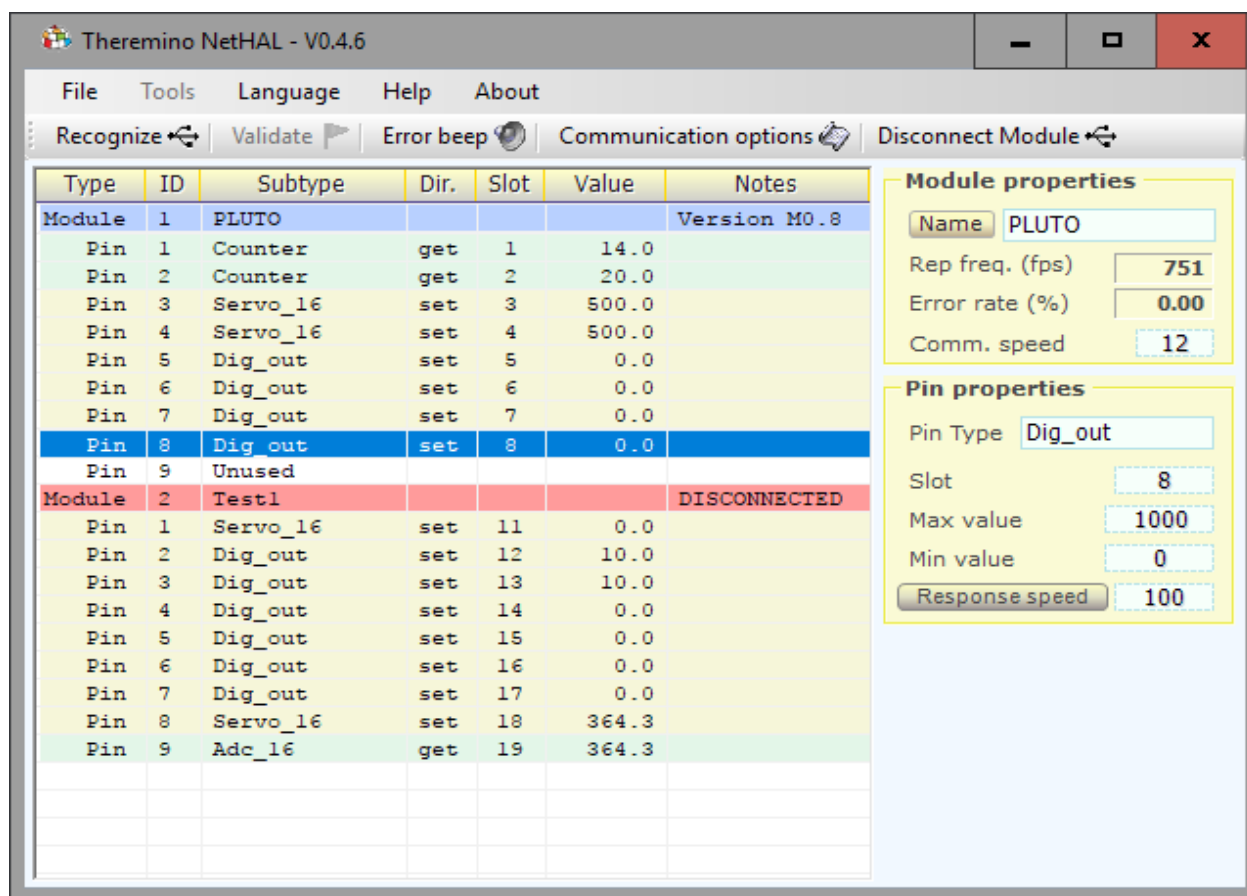 Theremino NetHAL - V0.4.6
File Tools Language Help About
Recognize Validate Error beep Communication options Disconnect Module
Type ID Subtype Dir. Slot Value Notes
Module 1 PLUTO Version M0.8
Pin 1 Counter get 1 14.0
Pin 2 Counter get 2 20.0
Pin 3 Servo_16 set 3 500.0
Pin 4 Servo_16 set 4 500.0
Pin 5 Dig_out set 5 0.0
Pin 6 Dig_out set 6 0.0
Pin 7 Dig_out set 7 0.0
Pin 8 Dig_out set 8 0.0
Pin 9 Unused
Module 2 Test1 DISCONNECTED
Pin 1 Servo_16 set 11 0.0
Pin 2 Dig_out set 12 10.0
Pin 3 Dig_out set 13 10.0
Pin 4 Dig_out set 14 0.0
Pin 5 Dig_out set 15 0.0
Pin 6 Dig_out set 16 0.0
Pin 7 Dig_out set 17 0.0
Pin 8 Servo_16 set 18 364.3
Pin 9 Adc_16 get 19 364.3
Module properties
Name PLUTO
Rep freq. (fps) 751
Error rate (%) 0.00
Comm. speed 12
Pin properties
Pin Type Dig_out
Slot 8
Max value 1000
Min value 0
Response speed 100